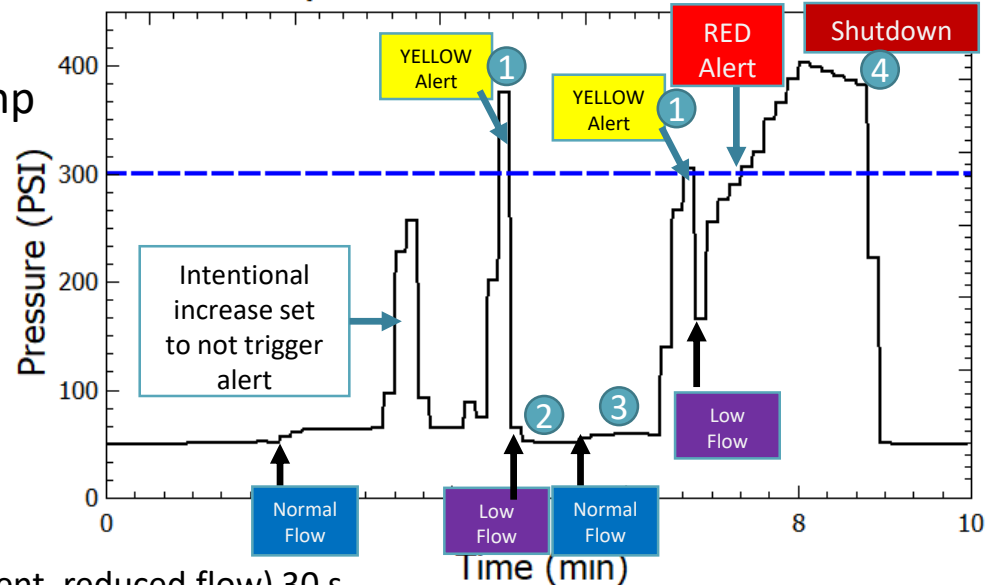 mp
Pressure (PSI)
400
300
200
100
0
YELLOW
Alert
1
YELLOW
Alert
1
RED
Alert
Shutdown
4
Intentional
increase set
to not trigger
alert
2
3
Low
Flow
Normal
Flow
Low
Flow
Normal
Flow
0
8
10
Time (min)
ent, reduced flow) 30 s